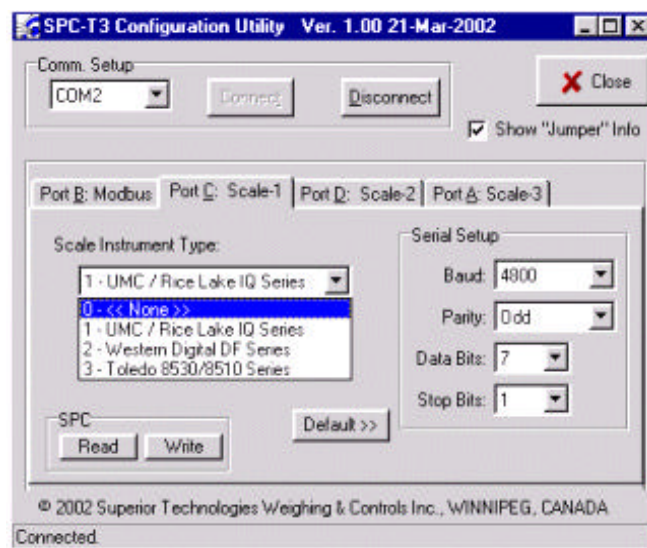 SPC-T3 Configuration Utility Ver. 1.00 21-Mar-2002
Comm. Setup
COM2
Connect
Disconnect
Close
Show "Jumper" Info
Port B: Modbus
Port C: Scale-1
Port D: Scale-2
Port A: Scale-3
Scale Instrument Type:
1 - UMC / Rice Lake IQ Series
0 - << None >>
1 - UMC / Rice Lake IQ Series
2 - Western Digital DF Series
3 - Toledo 8530/8510 Series
Serial Setup
Baud: 4800
Parity: Odd
Data Bits: 7
Stop Bits: 1
SPC
Read
Write
Default >>
© 2002 Superior Technologies Weighing & Controls Inc., WINNIPEG, CANADA
Connected.